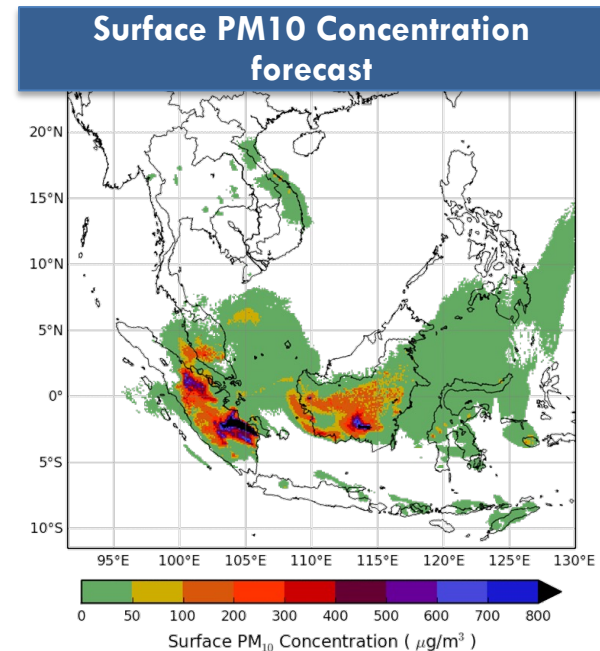 Surface PM10 Concentration
forecast
20°N
15°N
10°N
5°N
0°
5°S
10°S
95°E 100°E 105°E 110°E 115°E 120°E 125°E 130°E
0 50 100 200 300 400 500 600 700 800
Surface PM₁₀ Concentration ( μg/m³ )